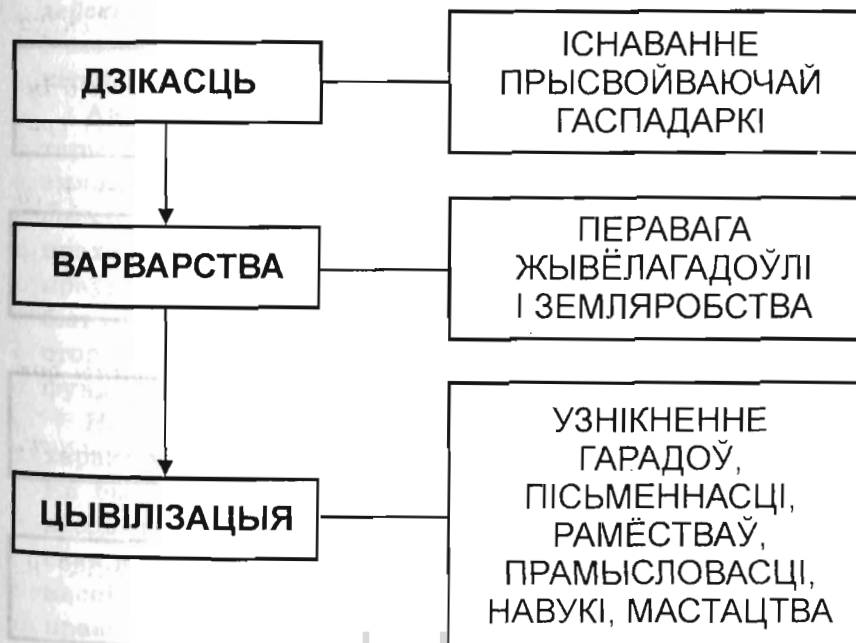 ДЗІКАСЦЬ
ІСНАВАННЕ
ПРЫСВОЙВАЮЧАЙ
ГАСПАДАРКІ
ВАРВАРСТВА
ПЕРАВАГА
ЖЫВЁЛАГАДОЎЛІ
І ЗЕМЛЯРОБСТВА
ЦЫВІЛІЗАЦЫЯ
УЗНІКНЕННЕ
ГАРАДОЎ,
ПІСЬМЕННАСЦІ,
РАМЁСТВАЎ,
ПРАМЫСЛОВАСЦІ,
НАВУКІ, МАСТАЦТВА